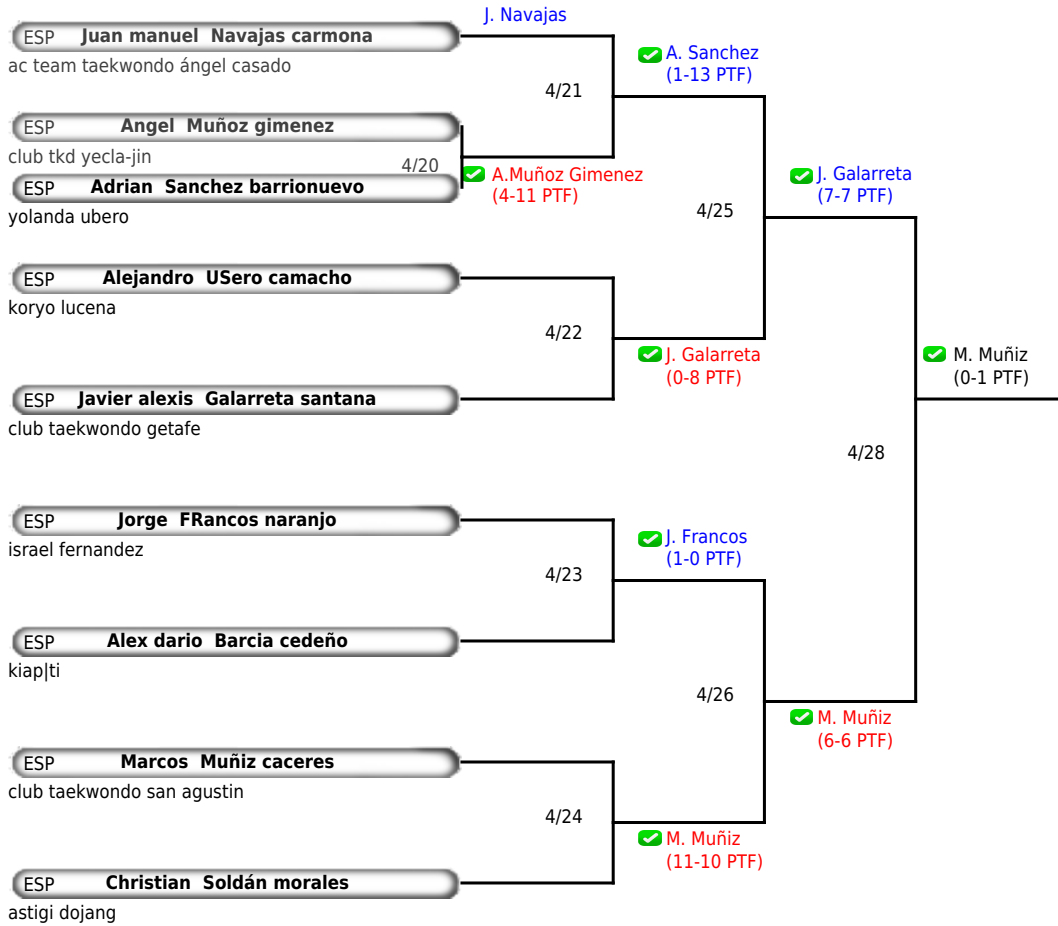 J. Navajas
ESP Juan manuel Navajas carmona
ac team taekwondo ángel casado
A. Sanchez
(1-13 PTF)
4/21
ESP Angel Muñoz gimenez
club tkd yecla-jin
4/20
A.Muñoz Gimenez
(4-11 PTF)
ESP Adrian Sanchez barrionuevo
yolanda ubero
J. Galarreta
(7-7 PTF)
4/25
ESP Alejandro USero camacho
koryo lucena
4/22
J. Galarreta
(0-8 PTF)
M. Muñiz
(0-1 PTF)
ESP Javier alexis Galarreta santana
club taekwondo getafe
4/28
ESP Jorge FRancos naranjo
israel fernandez
J. Francos
(1-0 PTF)
4/23
ESP Alex dario Barcia cedeño
kiap|ti
4/26
M. Muñiz
(6-6 PTF)
ESP Marcos Muñiz caceres
club taekwondo san agustin
4/24
M. Muñiz
(11-10 PTF)
ESP Christian Soldán morales
astigi dojang